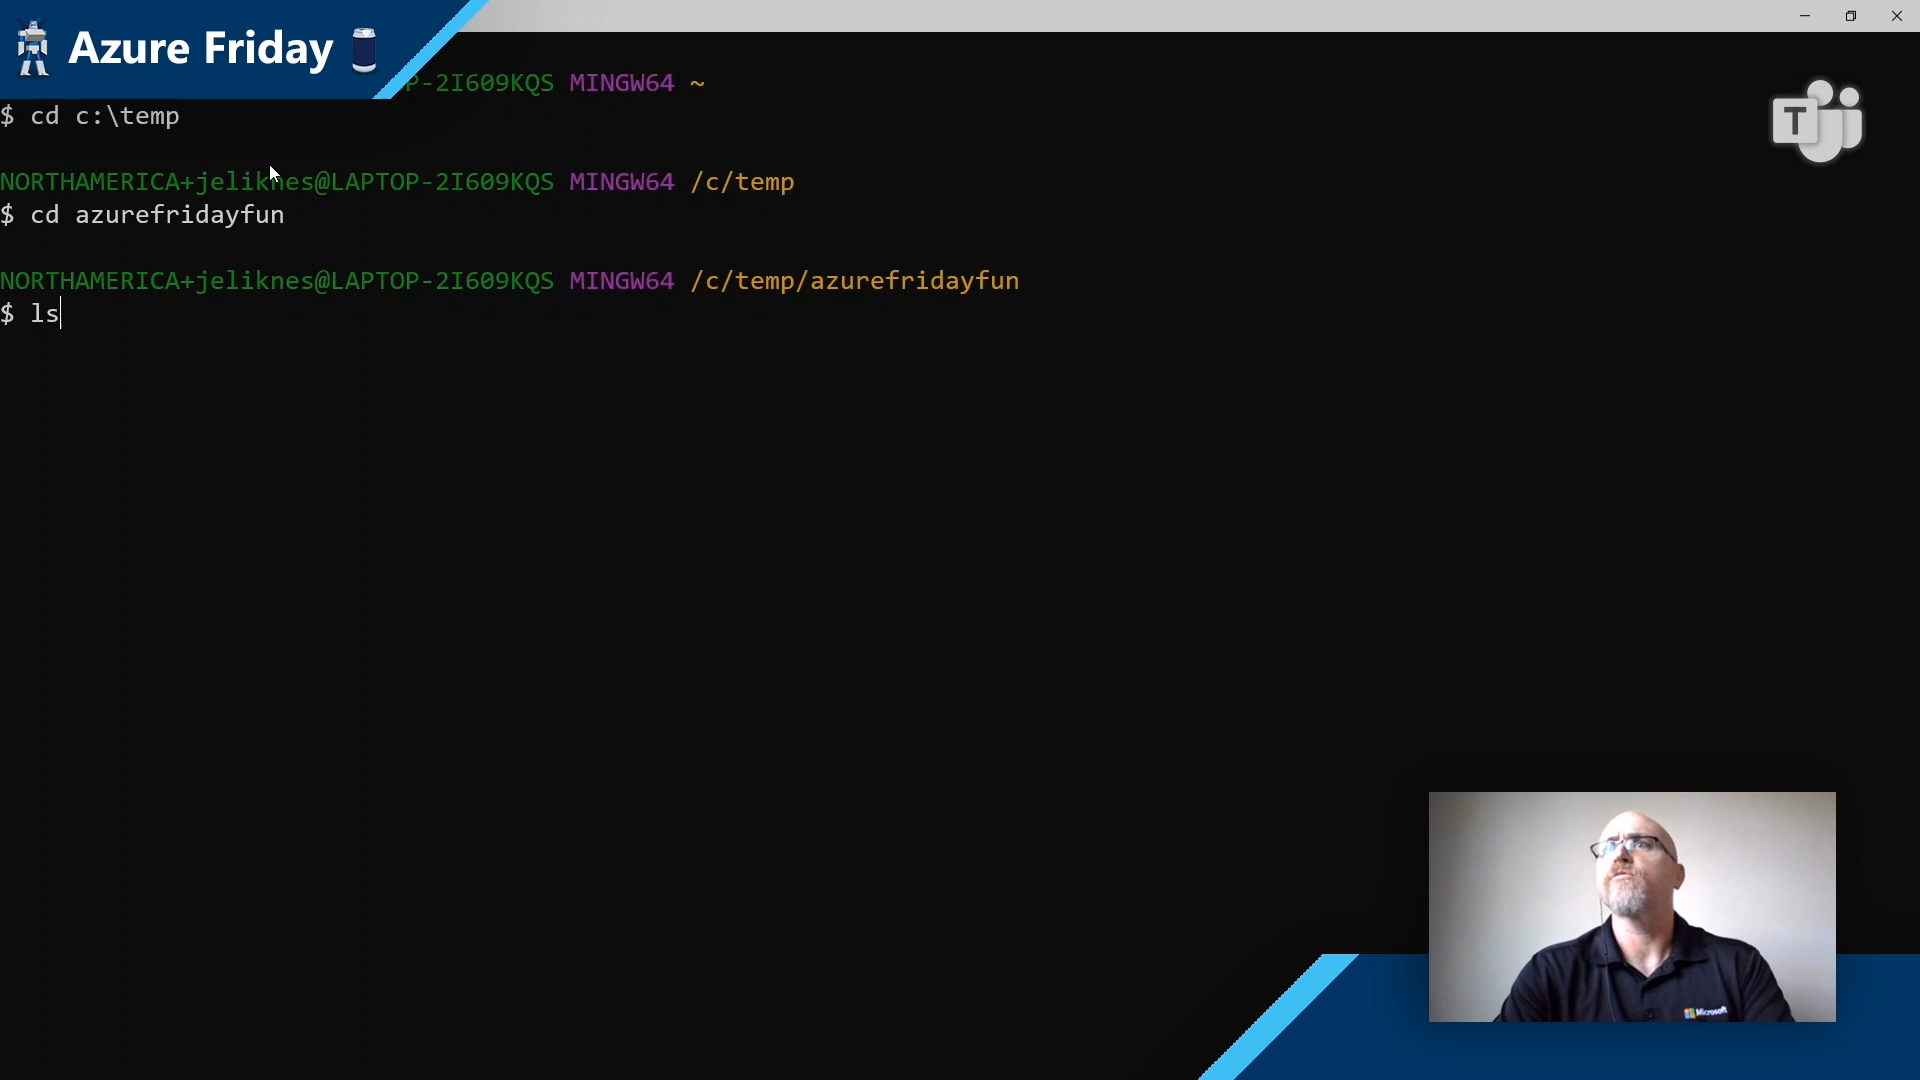 Azure Friday
P-2I609KQS MINGW64 ~
$ cd c:\temp
NORTHAMERICA+jeliknes@LAPTOP-2I609KQS MINGW64 /c/temp
$ cd azurefridayfun
NORTHAMERICA+jeliknes@LAPTOP-2I609KQS MINGW64 /c/temp/azurefridayfun
$ ls
T
Microsoft